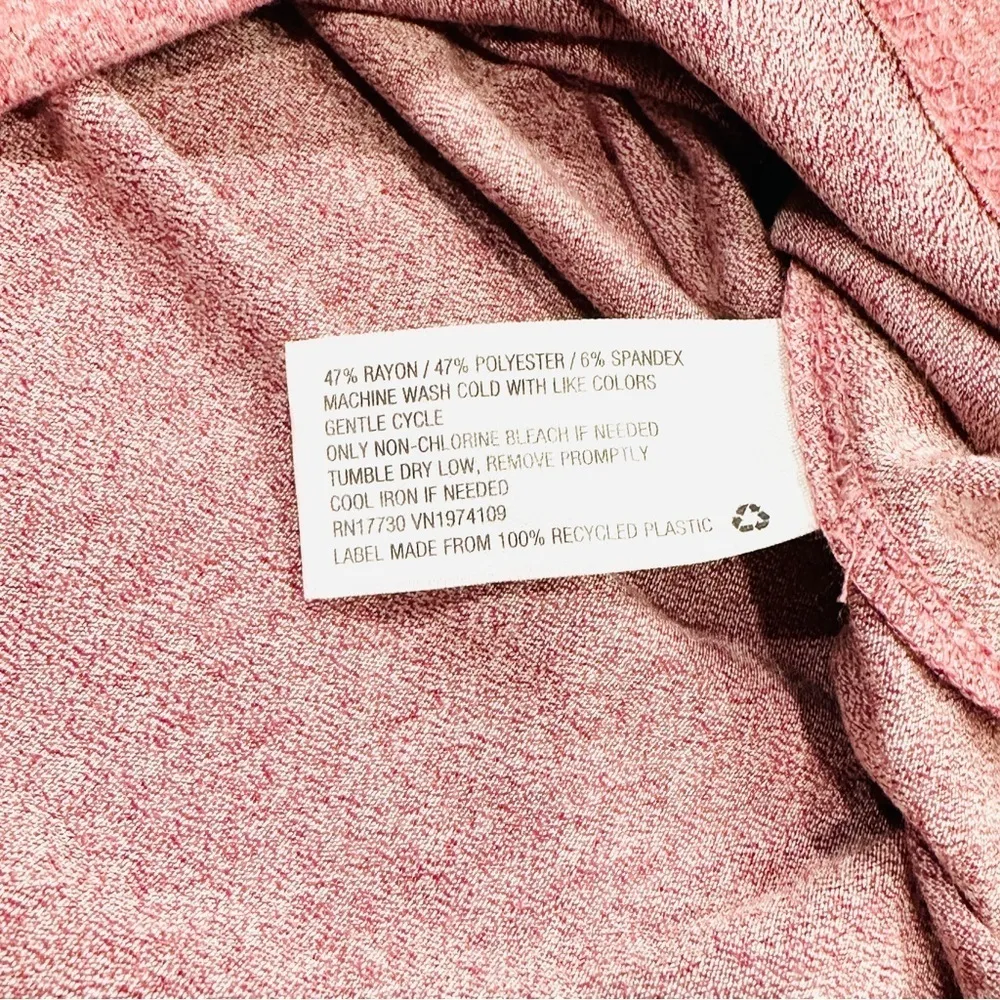 47% RAYON / 47% POLYESTER / 6% SPANDEX
MACHINE WASH COLD WITH LIKE COLORS
GENTLE CYCLE
ONLY NON-CHLORINE BLEACH IF NEEDED
TUMBLE DRY LOW, REMOVE PROMPTLY
COOL IRON IF NEEDED
RN17730 VN1974109
LABEL MADE FROM 100% RECYCLED PLASTIC